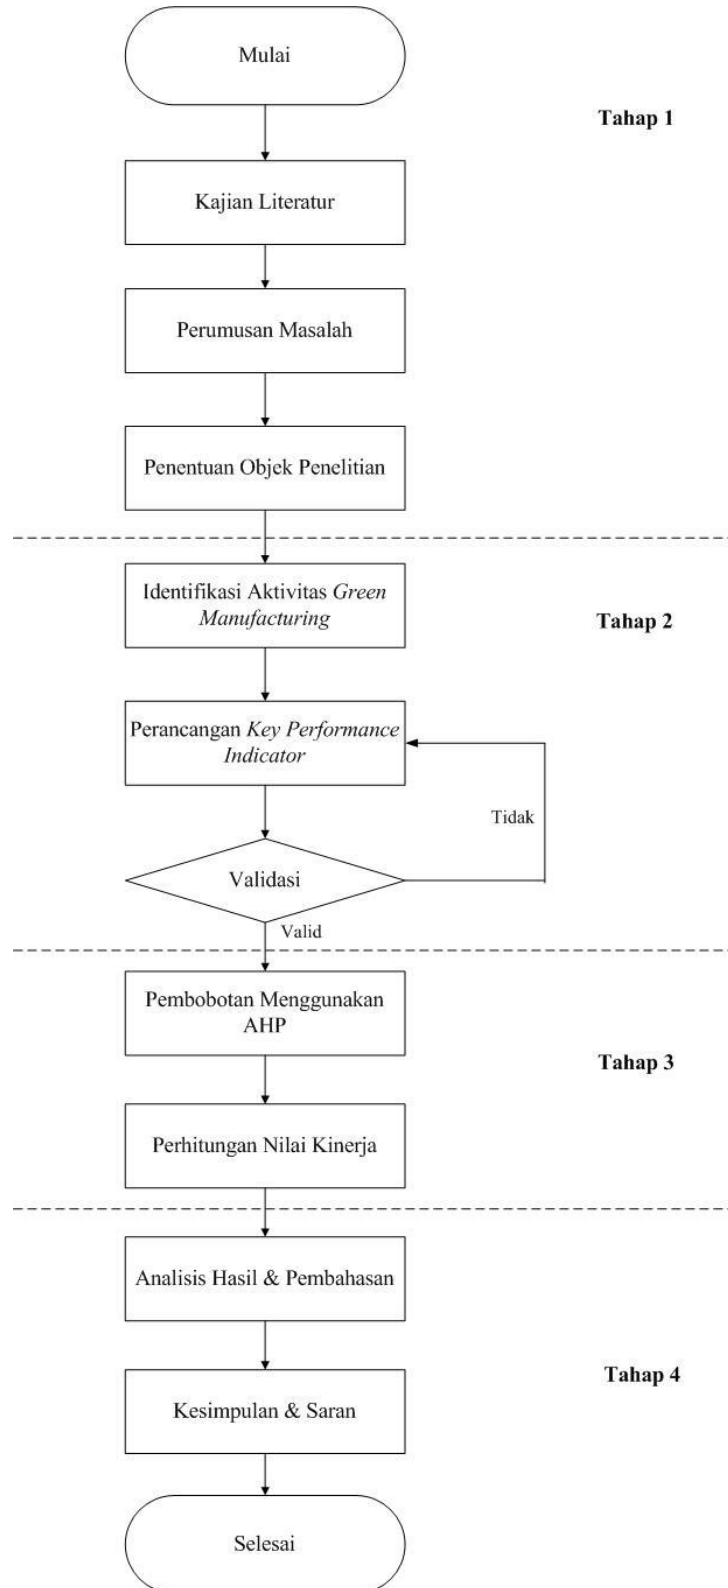 Mulai
Tahap 1
Kajian Literatur
Perumusan Masalah
Penentuan Objek Penelitian
Identifikasi Aktivitas Green
Manufacturing
Tahap 2
Perancangan Key Performance
Indicator
Tidak
Validasi
Valid
Pembobotan Menggunakan
AHP
Tahap 3
Perhitungan Nilai Kinerja
Analisis Hasil & Pembahasan
Tahap 4
Kesimpulan & Saran
Selesai